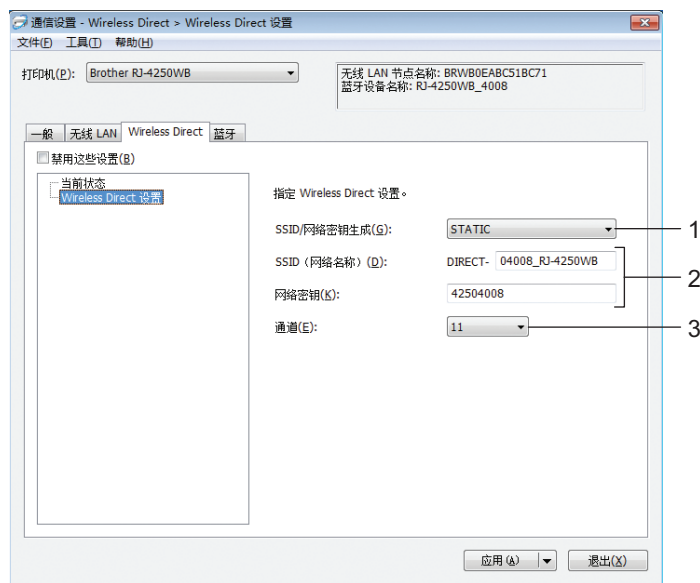 通信设置 - Wireless Direct > Wireless Direct 设置
文件(F) 工具(T) 帮助(H)
打印机(P): Brother RJ-4250WB
无线 LAN 节点名称: BRWB0EABC51BC71
蓝牙设备名称: RJ-4250WB_4008
一般 无线 LAN Wireless Direct 蓝牙
禁用这些设置(B)
当前状态
Wireless Direct 设置
指定 Wireless Direct 设置。
SSID/网络密钥生成(G): STATIC 1
SSID（网络名称）(D): DIRECT- 04008_RJ-4250WB
2
网络密钥(K): 42504008
通道(E): 11 3
应用(A) 退出(X)